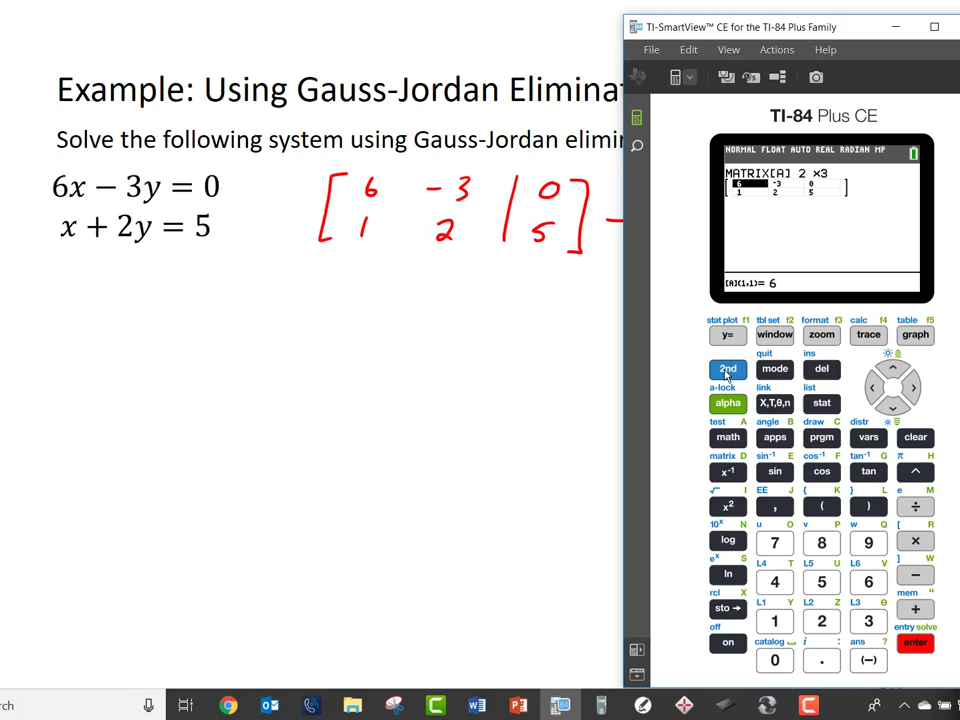 TI-SmartView™ CE for the TI-84 Plus Family
File Edit View Actions Help
Example: Using Gauss-Jordan
Solve the following system using Gauss-Jordan
6x − 3y = 0
x + 2y = 5
6 -3 | 0
1 2 | 5
TI-84 Plus CE
NORMAL FLOAT AUTO REAL RADIAN MP
MATRIX[A] 2 ×3
6 -3 0
1 2 5
[A](1,1)= 6
stat plot f1 tbl set f2 format f3 calc f4 table f5
y= window zoom trace graph
quit ins
2nd mode del
a-lock link list
alpha X,T,θ,n stat
test A angle B draw C distr
math apps prgm vars clear
matrix D sin⁻¹ E cos⁻¹ F tan⁻¹ G π H
x⁻¹ sin cos tan ^
√ I EE J { K } L e M
x² , ( ) ÷
10ˣ N u O v P w Q [ R
log 7 8 9 ×
eˣ S L4 T L5 U L6 V ] W
ln 4 5 6 −
rcl X L1 Y L2 Z L3 θ mem "
sto→ 1 2 3 +
off catalog i : ans ? entry solve
on 0 . (−) enter
rch